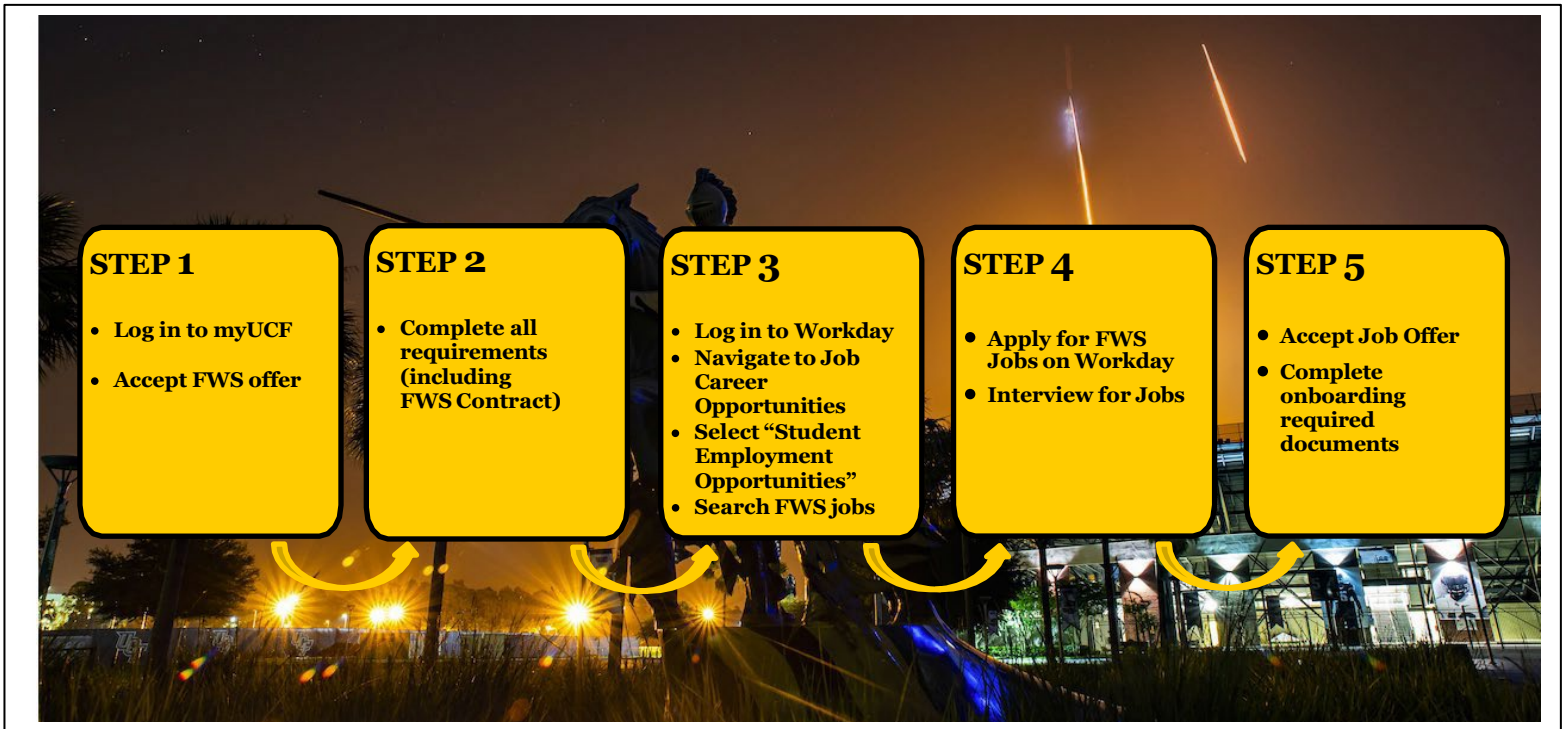 STEP 1
• Log in to myUCF
• Accept FWS offer
STEP 2
• Complete all
requirements
(including
FWS Contract)
STEP 3
• Log in to Workday
• Navigate to Job
Career
Opportunities
• Select “Student
Employment
Opportunities”
• Search FWS jobs
STEP 4
• Apply for FWS
Jobs on Workday
• Interview for Jobs
STEP 5
• Accept Job Offer
• Complete
onboarding
required
documents